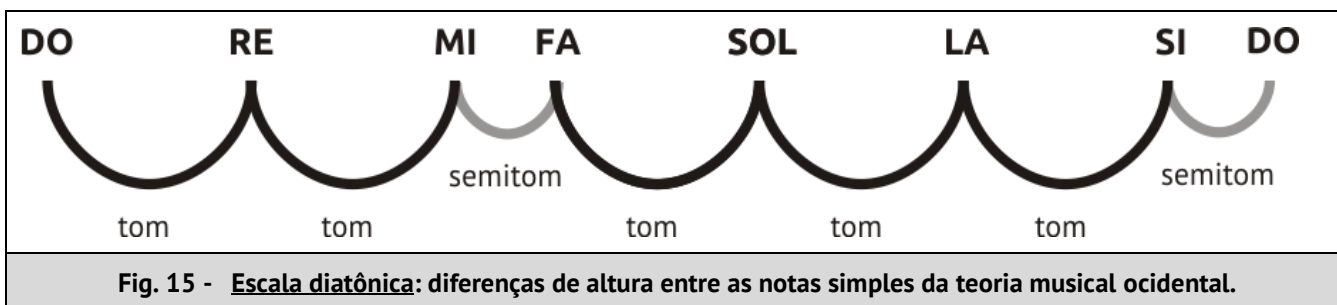 DO RE MI FA SOL LA SI DO
semitom semitom
tom tom tom tom tom
Fig. 15 - Escala diatônica: diferenças de altura entre as notas simples da teoria musical ocidental.